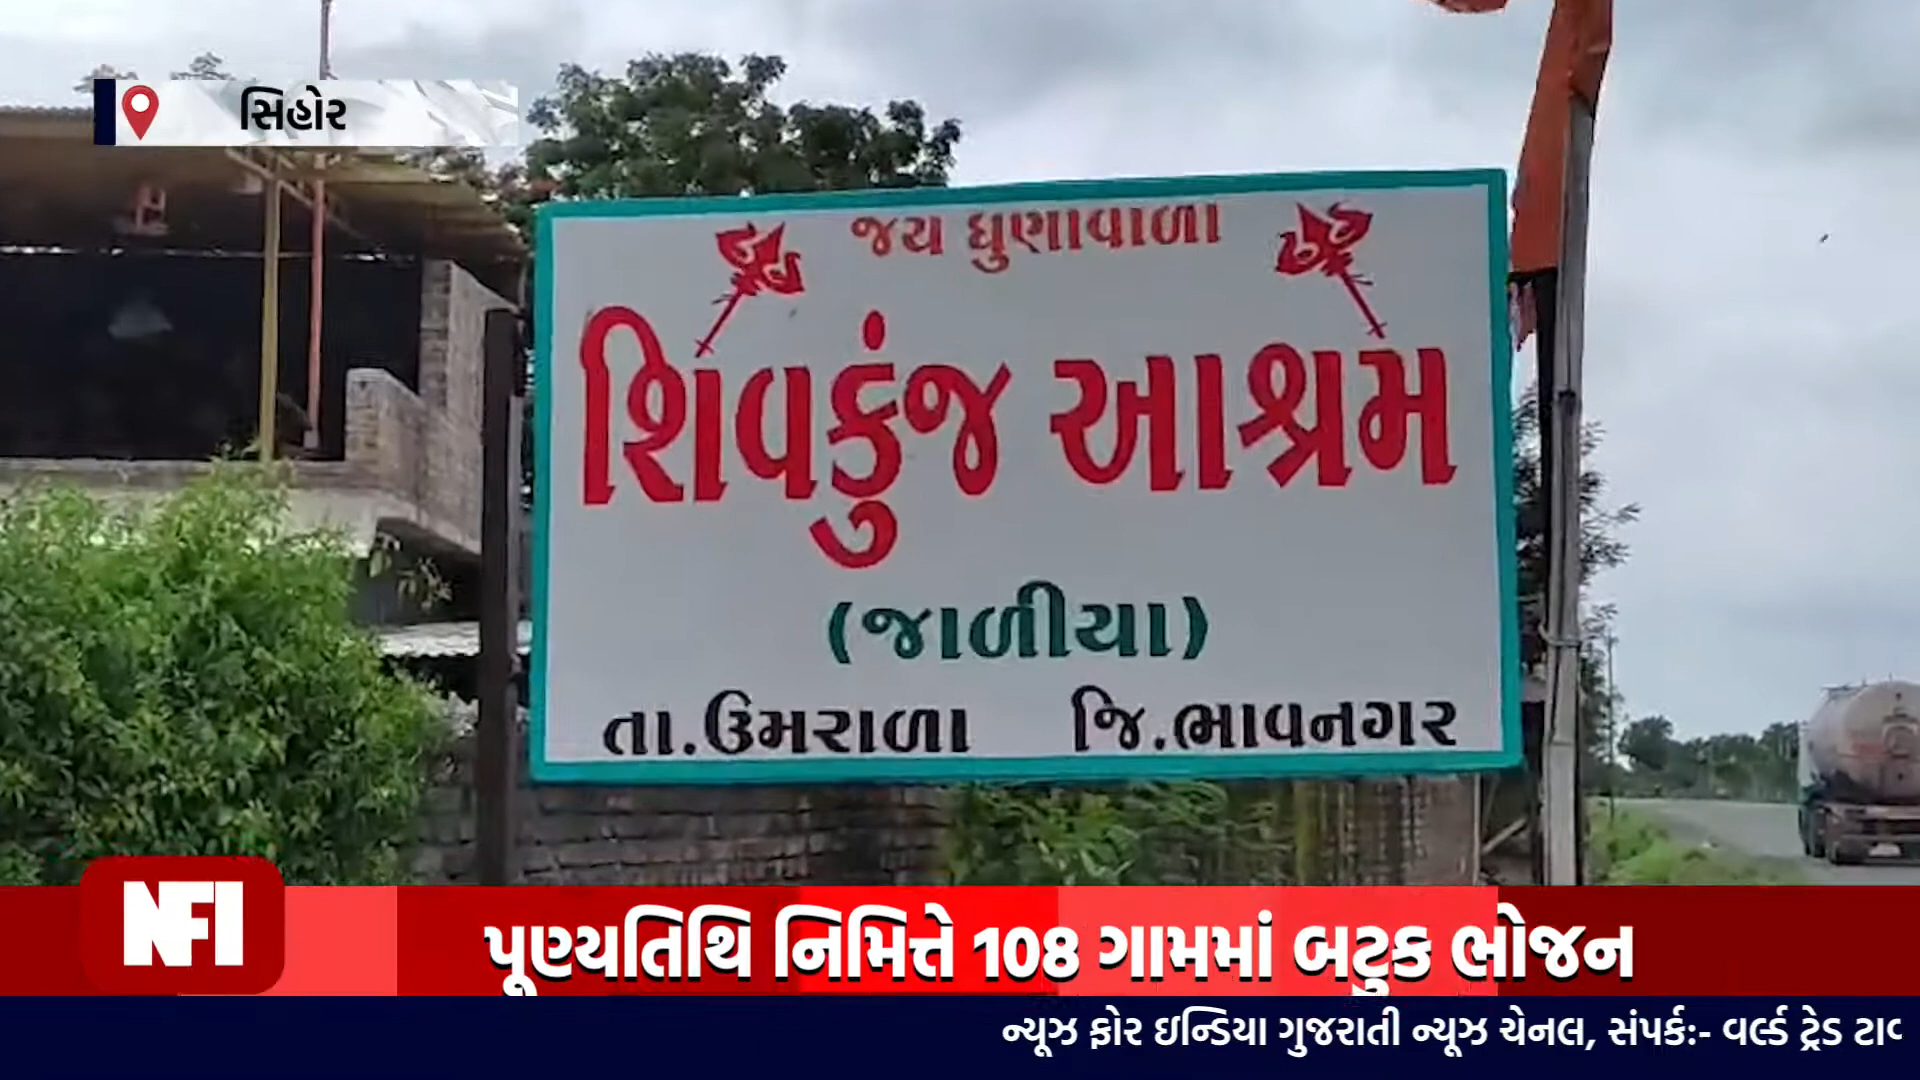 સિહોર
જય ધુણાવાળા
શિવકુંજ આશ્રમ
(જાળીયા)
તા.ઉમરાળા જિ.ભાવનગર
NFI
પૂણ્યતિથિ નિમિત્તે 108 ગામમાં બટુક ભોજન
ન્યૂઝ ફોર ઇન્ડિયા ગુજરાતી ન્યૂઝ ચેનલ, સંપર્ક:- વર્લ્ડ ટ્રેડ